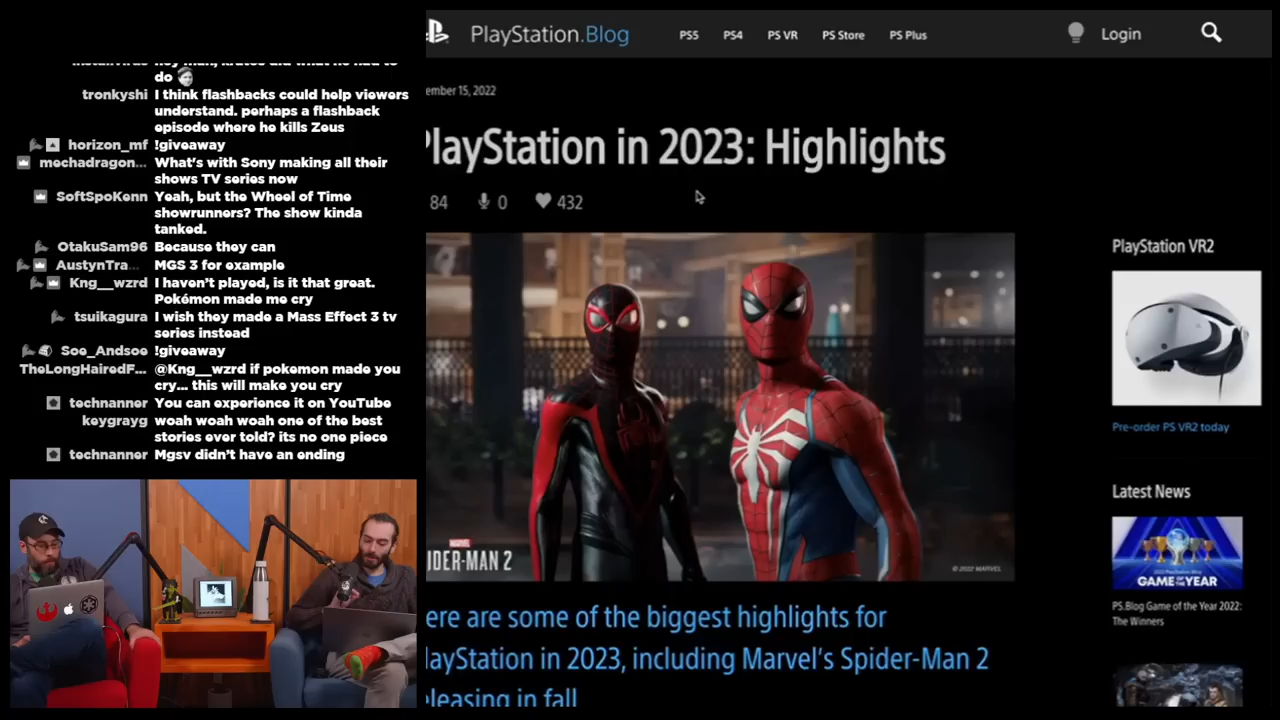 do
tronkyshi I think flashbacks could help viewers
understand. perhaps a flashback
episode where he kills Zeus
horizon_mf !giveaway
mechadragon... What's with Sony making all their
shows TV series now
SoftSpoKenn Yeah, but the Wheel of Time
showrunners? The show kinda
tanked.
OtakuSam96 Because they can
AustynTra... MGS 3 for example
Kng__wzrd I haven't played, is it that great.
Pokémon made me cry
tsuikagura I wish they made a Mass Effect 3 tv
series instead
Soe_Andsoe !giveaway
TheLongHairedF... @Kng__wzrd if pokemon made you
cry... this will make you cry
technanner You can experience it on YouTube
keygrayg woah woah woah one of the best
stories ever told? its no one piece
technanner Mgsv didn't have an ending
PlayStation.Blog PS5 PS4 PS VR PS Store PS Plus Login
ember 15, 2022
PlayStation in 2023: Highlights
84 0 432
MARVEL
IDER-MAN 2
© 2022 MARVEL
ere are some of the biggest highlights for
layStation in 2023, including Marvel's Spider-Man 2
eleasing in fall
PlayStation VR2
Pre-order PS VR2 today
Latest News
GAME OF THE YEAR
PS.Blog Game of the Year 2022:
The Winners